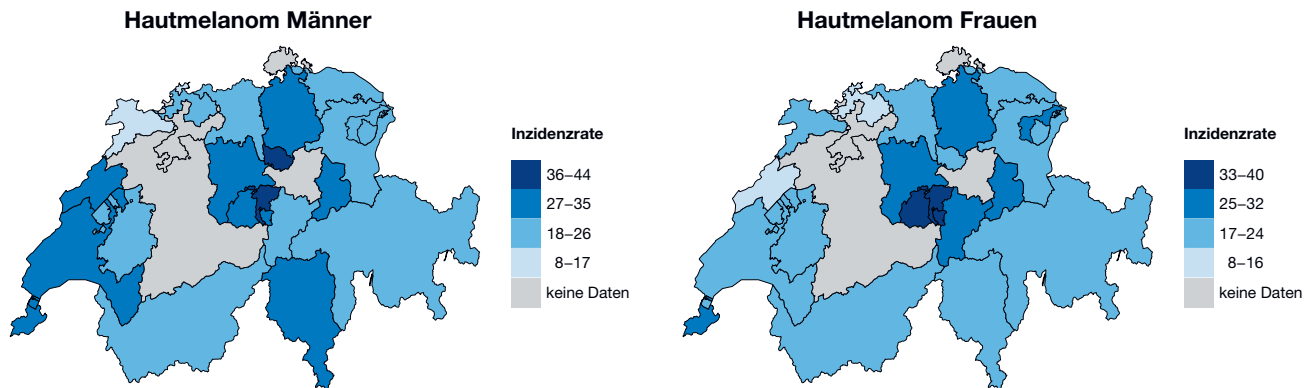 Hautmelanom Männer
Inzidenzrate
36–44
27–35
18–26
8–17
keine Daten
Hautmelanom Frauen
Inzidenzrate
33–40
25–32
17–24
8–16
keine Daten